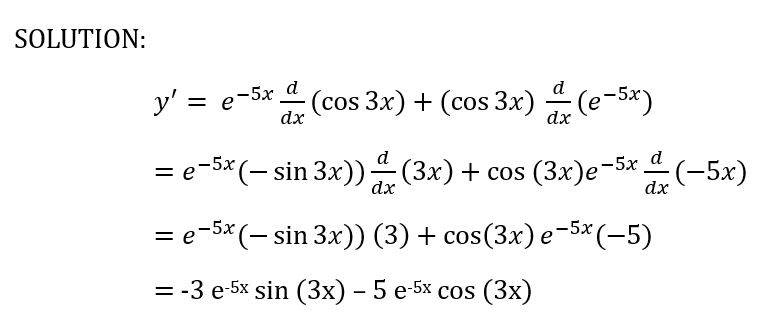 SOLUTION:
y′ = e⁻⁵ˣ d/dx (cos 3x) + (cos 3x) d/dx (e⁻⁵ˣ)
= e⁻⁵ˣ(− sin 3x)) d/dx (3x) + cos (3x)e⁻⁵ˣ d/dx (−5x)
= e⁻⁵ˣ(− sin 3x)) (3) + cos(3x) e⁻⁵ˣ(−5)
= -3 e⁻⁵ˣ sin (3x) – 5 e⁻⁵ˣ cos (3x)